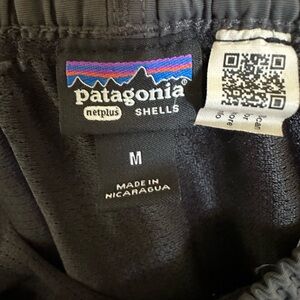 patagonia®
netplus SHELLS
M
MADE IN
NICARAGUA